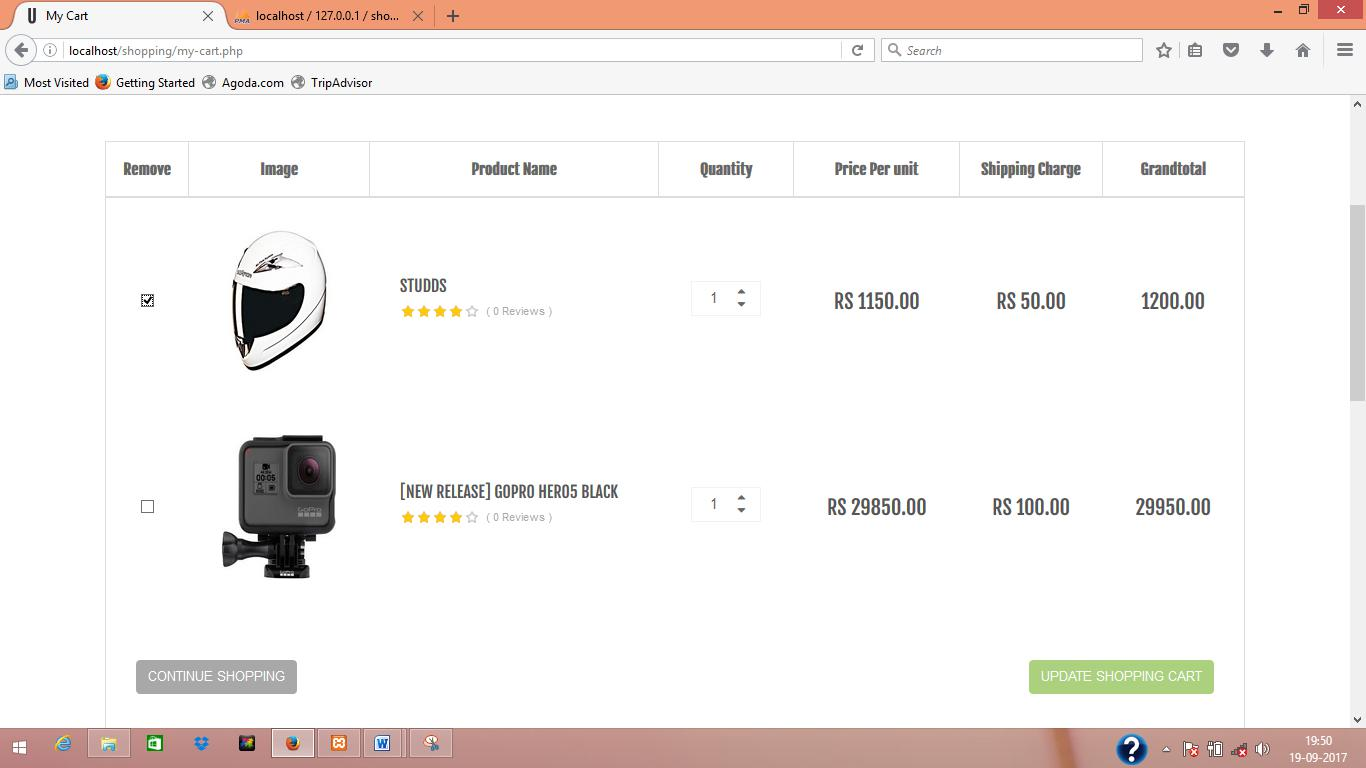 My Cart
localhost / 127.0.0.1 / sho...
localhost/shopping/my-cart.php
Search
Most Visited
Getting Started
Agoda.com
TripAdvisor
Remove
Image
Product Name
Quantity
Price Per unit
Shipping Charge
Grandtotal
STUDDS
( 0 Reviews )
1
RS 1150.00
RS 50.00
1200.00
00:05
GoPro
[NEW RELEASE] GOPRO HERO5 BLACK
( 0 Reviews )
1
RS 29850.00
RS 100.00
29950.00
CONTINUE SHOPPING
UPDATE SHOPPING CART
19:50
19-09-2017